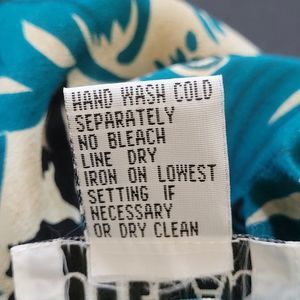 HAND WASH COLD
SEPARATELY
NO BLEACH
LINE DRY
IRON ON LOWEST
SETTING IF
NECESSARY
OR DRY CLEAN